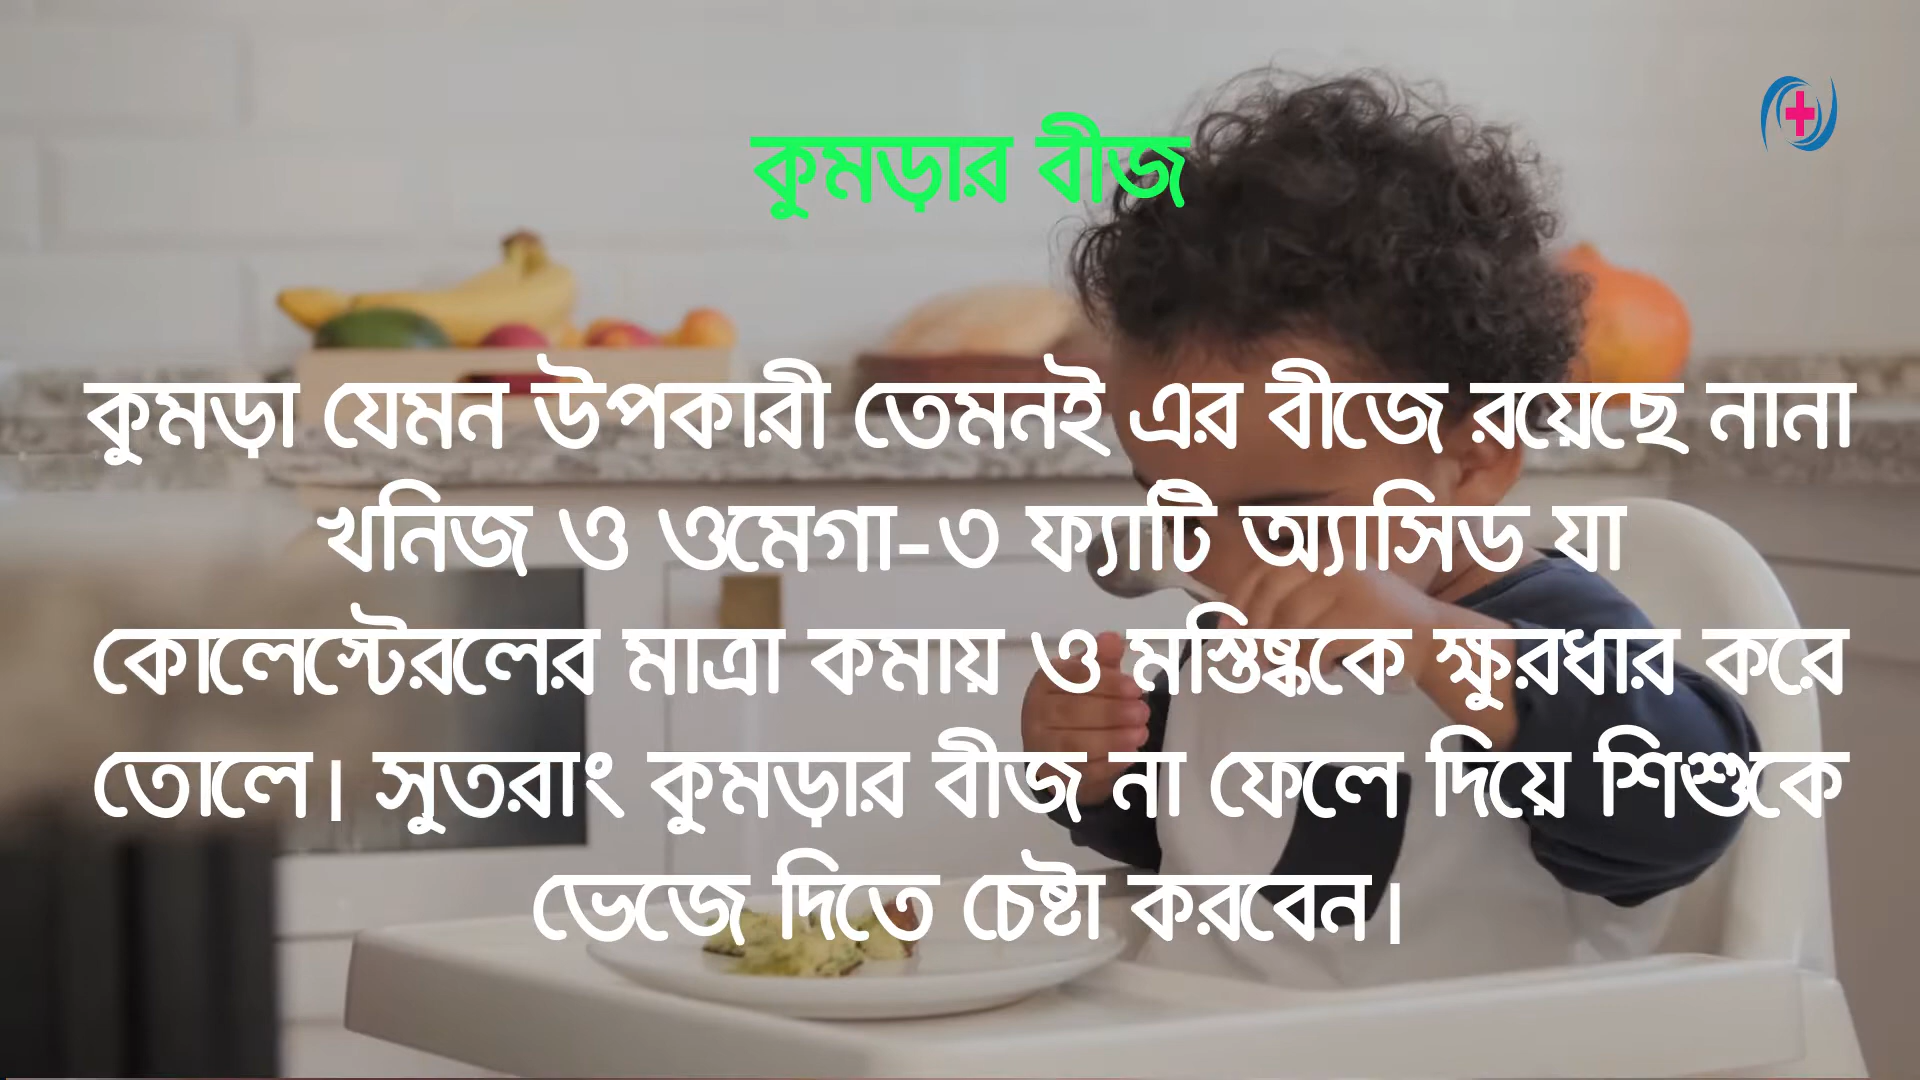 কুমড়ার বীজ
কুমড়া যেমন উপকারী তেমনই এর বীজে রয়েছে নানা
খনিজ ও ওমেগা-৩ ফ্যাটি অ্যাসিড যা
কোলেস্টেরলের মাত্রা কমায় ও মস্তিষ্ককে ক্ষুরধার করে
তোলে। সুতরাং কুমড়ার বীজ না ফেলে দিয়ে শিশুকে
ভেজে দিতে চেষ্টা করবেন।